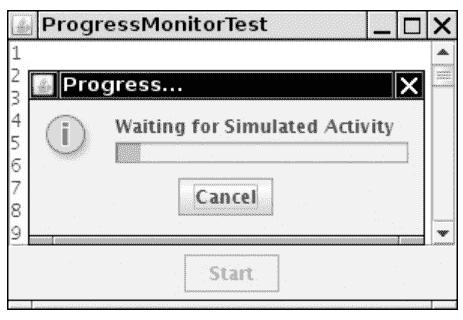 ProgressMonitorTest
1
2
Progress...
3
4
Waiting for Simulated Activity
5
6
7
Cancel
8
9
Start